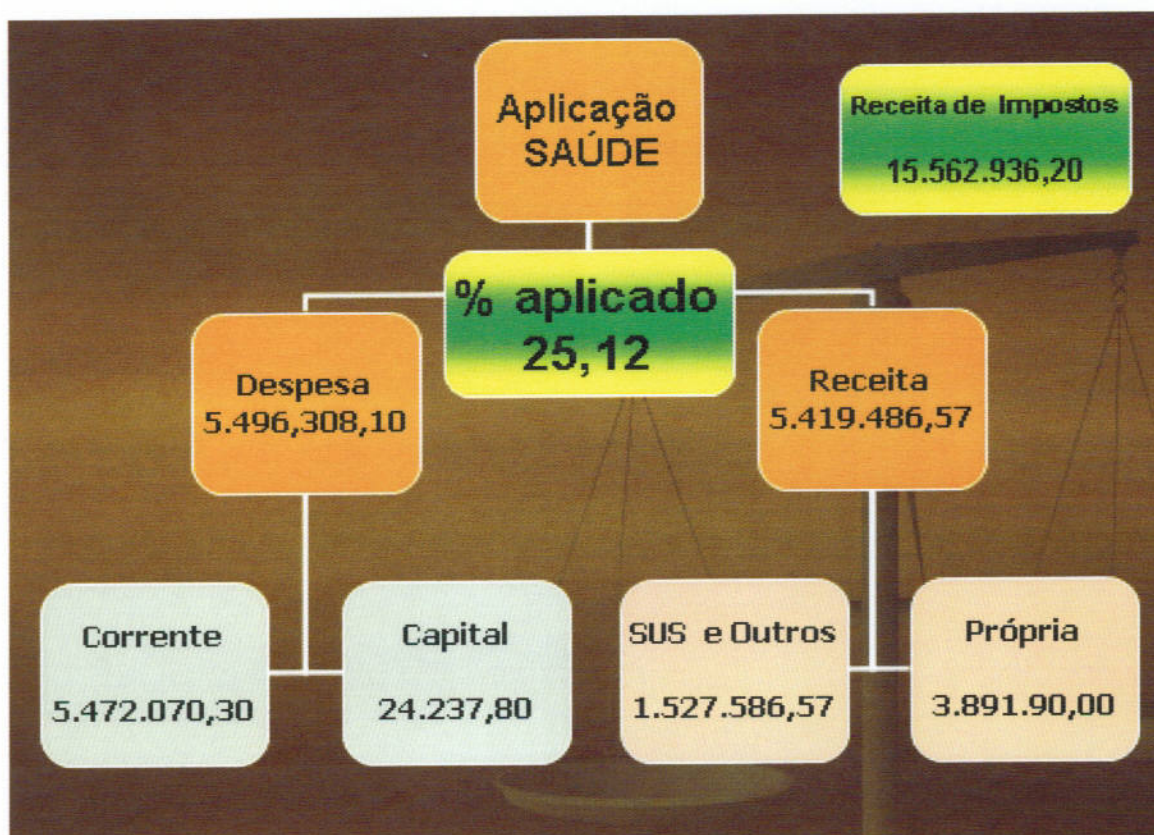 Aplicação
SAÚDE
Receita de Impostos
15.562.936,20
% aplicado
25,12
Despesa
5.496,308,10
Receita
5.419.486,57
Corrente
5.472.070,30
Capital
24.237,80
SUS e Outros
1.527.586,57
Própria
3.891.90,00